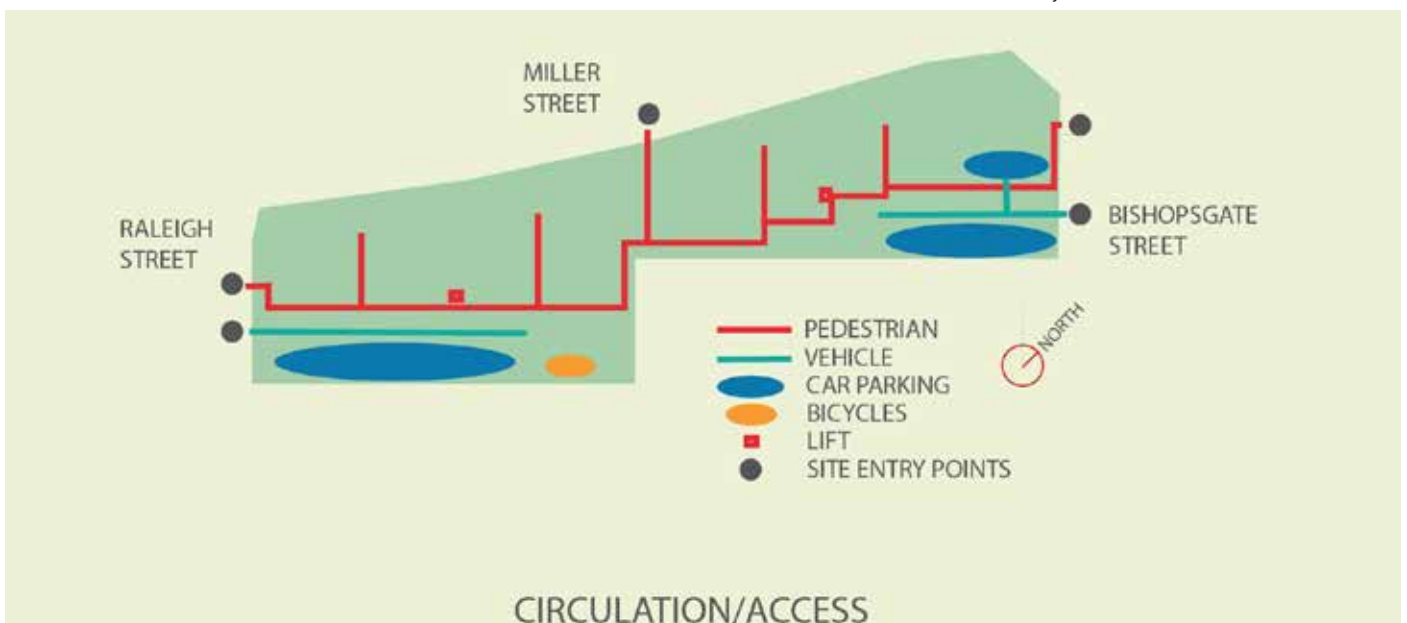 MILLER
STREET
RALEIGH
STREET
BISHOPSGATE
STREET
NORTH
PEDESTRIAN
VEHICLE
CAR PARKING
BICYCLES
LIFT
SITE ENTRY POINTS
CIRCULATION/ACCESS